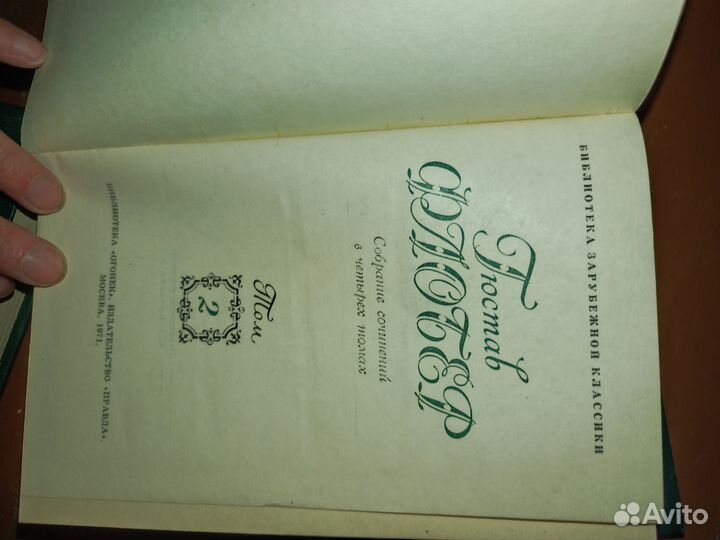 БИБЛИОТЕКА ЗАРУБЕЖНОЙ КЛАССИКИ
Гюстав
ФЛОБЕР
Собрание сочинений
в четырех томах
Том
2
БИБЛИОТЕКА «ОГОНЕК», ИЗДАТЕЛЬСТВО «ПРАВДА».
МОСКВА. 1971.
Avito